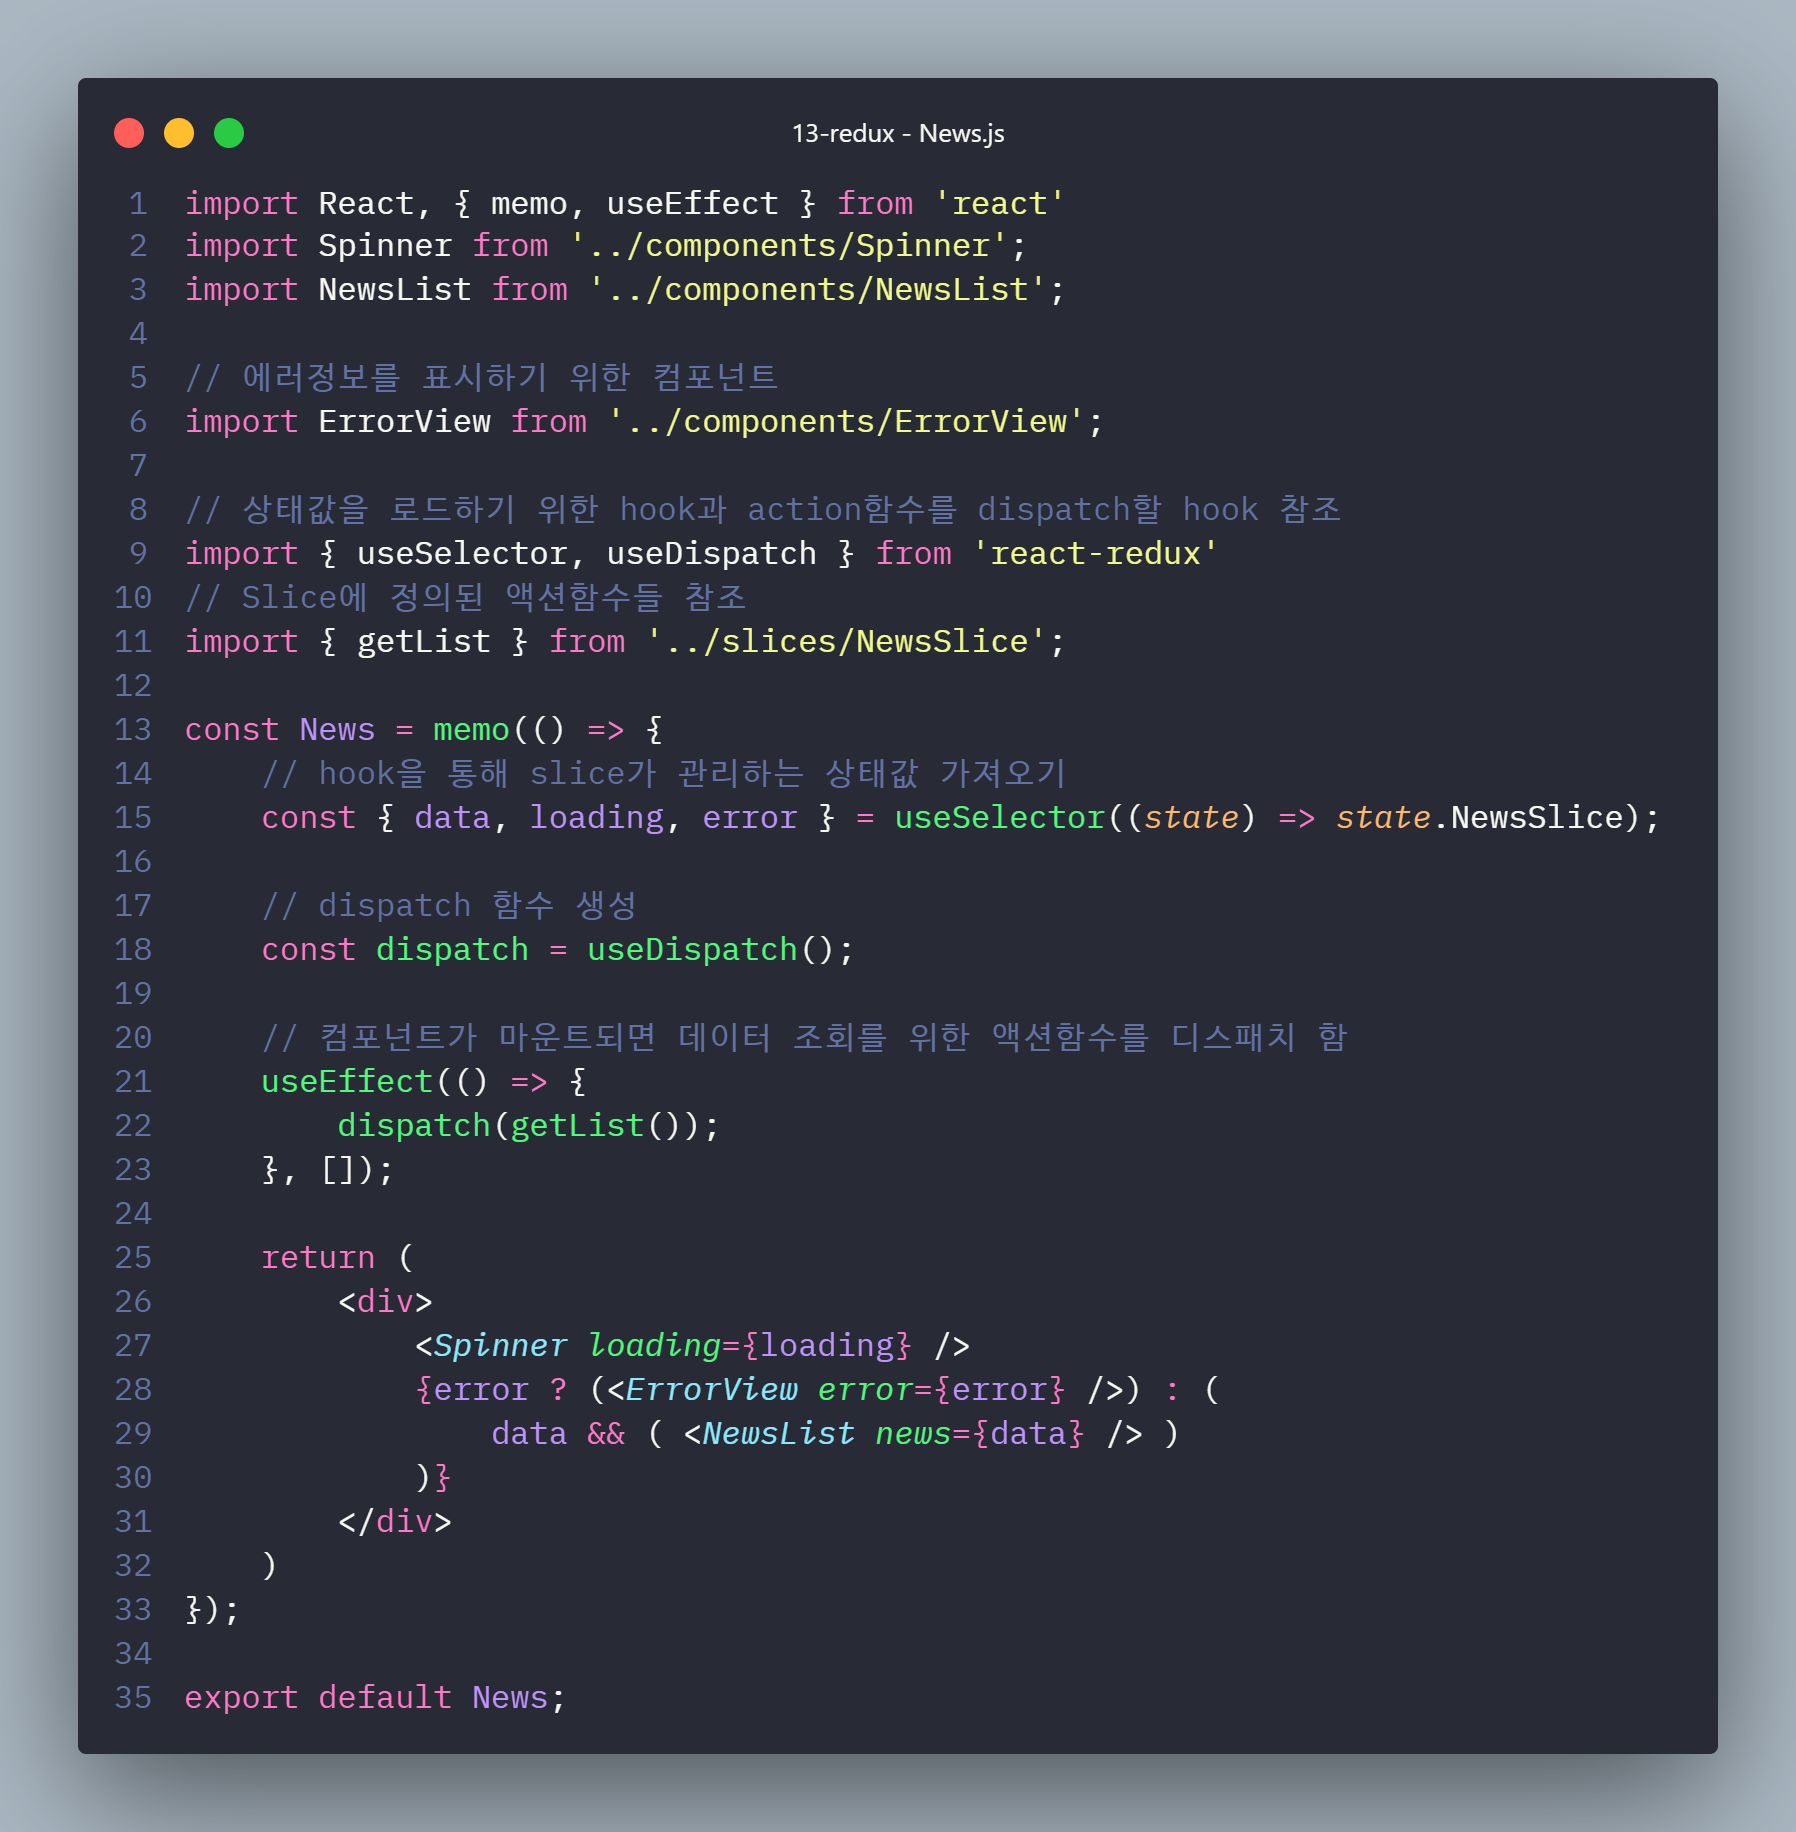 13-redux - News.js
1 import React, { memo, useEffect } from 'react'
2 import Spinner from '../components/Spinner';
3 import NewsList from '../components/NewsList';
4
5 // 에러정보를 표시하기 위한 컴포넌트
6 import ErrorView from '../components/ErrorView';
7
8 // 상태값을 로드하기 위한 hook과 action함수를 dispatch할 hook 참조
9 import { useSelector, useDispatch } from 'react-redux'
10 // Slice에 정의된 액션함수들 참조
11 import { getList } from '../slices/NewsSlice';
12
13 const News = memo(() => {
14     // hook을 통해 slice가 관리하는 상태값 가져오기
15     const { data, loading, error } = useSelector((state) => state.NewsSlice);
16
17     // dispatch 함수 생성
18     const dispatch = useDispatch();
19
20     // 컴포넌트가 마운트되면 데이터 조회를 위한 액션함수를 디스패치 함
21     useEffect(() => {
22         dispatch(getList());
23     }, []);
24
25     return (
26         <div>
27             <Spinner loading={loading} />
28             {error ? (<ErrorView error={error} />) : (
29                 data && ( <NewsList news={data} /> )
30             )}
31         </div>
32     )
33 });
34
35 export default News;